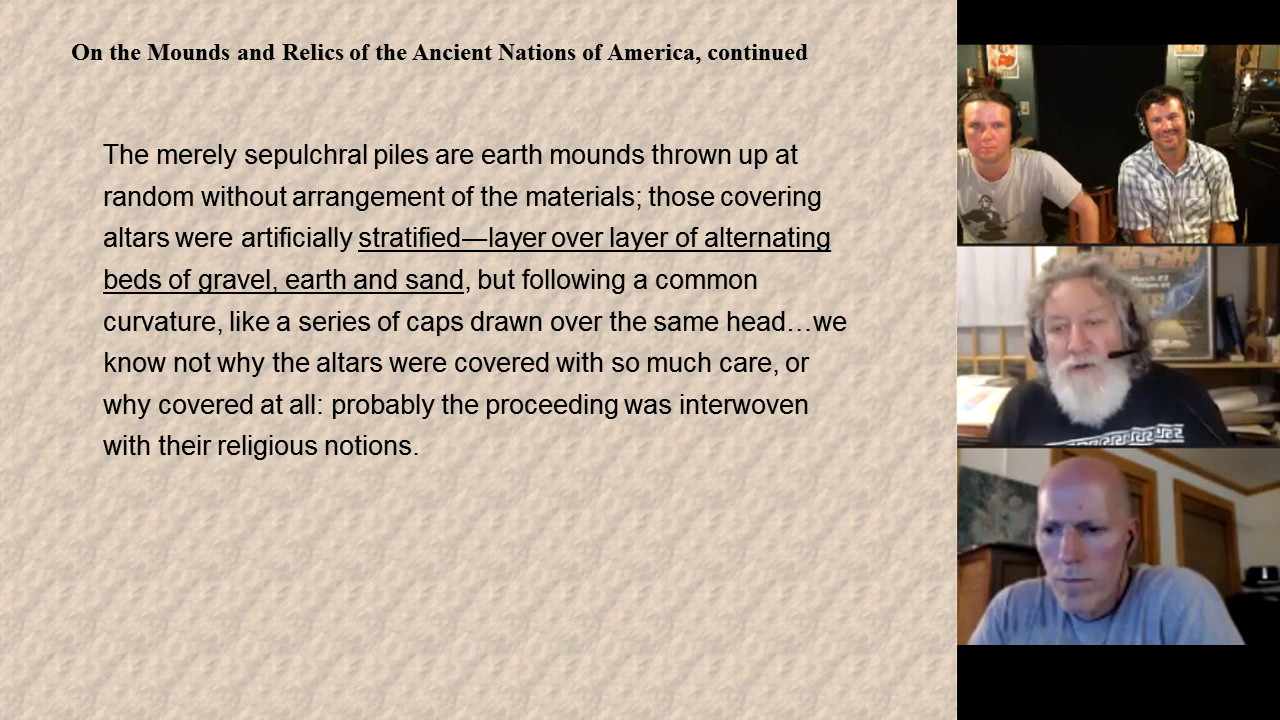 On the Mounds and Relics of the Ancient Nations of America, continued
The merely sepulchral piles are earth mounds thrown up at
random without arrangement of the materials; those covering
altars were artificially stratified—layer over layer of alternating
beds of gravel, earth and sand, but following a common
curvature, like a series of caps drawn over the same head…we
know not why the altars were covered with so much care, or
why covered at all: probably the proceeding was interwoven
with their religious notions.